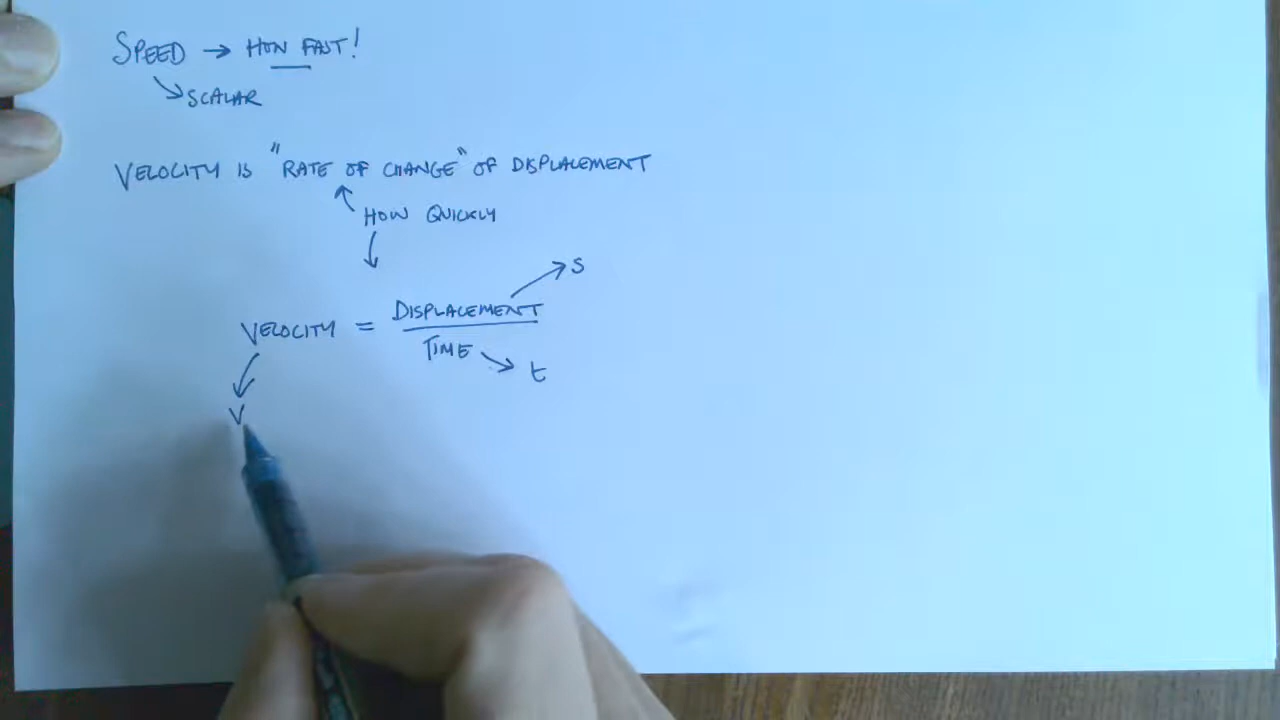 SPEED → HOW FAST!
SCALAR
VELOCITY IS "RATE OF CHANGE" OF DISPLACEMENT
HOW QUICKLY
S
VELOCITY = DISPLACEMENT
TIME
t
V